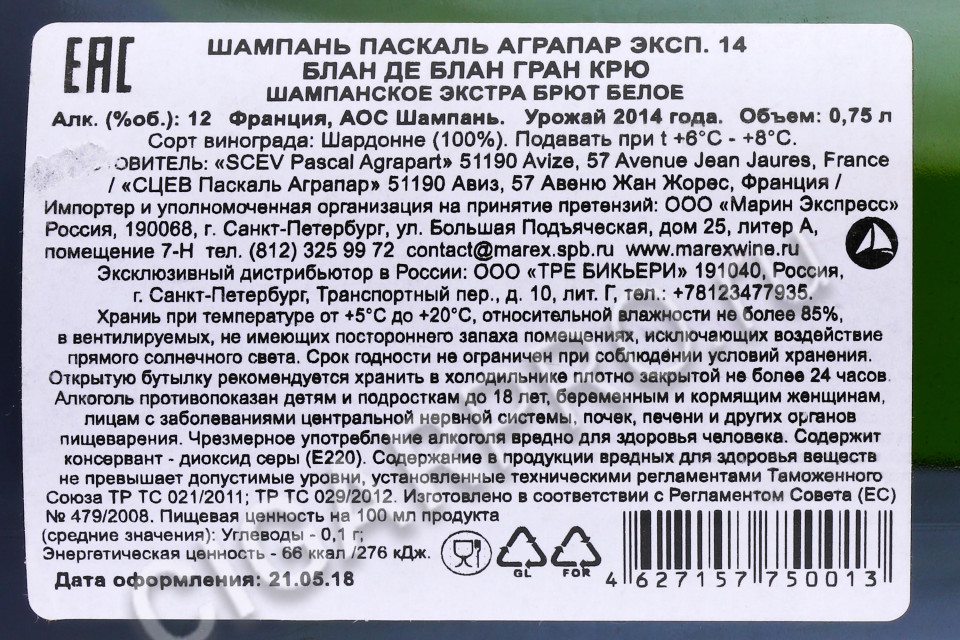 EAC
ШАМПАНЬ ПАСКАЛЬ АГРАПАР ЭКСП. 14
БЛАН ДЕ БЛАН ГРАН КРЮ
ШАМПАНСКОЕ ЭКСТРА БРЮТ БЕЛОЕ
Алк. (%об.): 12 Франция, АОС Шампань. Урожай 2014 года. Объем: 0,75 л
Сорт винограда: Шардонне (100%). Подавать при t +6°С - +8°С.
ОВИТЕЛЬ: «SCEV Pascal Agrapart» 51190 Avize, 57 Avenue Jean Jaures, France
/ «СЦЕВ Паскаль Аграпар» 51190 Авиз, 57 Авеню Жан Жорес, Франция /
Импортер и уполномоченная организация на принятие претензий: ООО «Марин Экспресс»
Россия, 190068, г. Санкт-Петербург, ул. Большая Подъяческая, дом 25, литер А,
помещение 7-Н тел. (812) 325 99 72 contact@marex.spb.ru www.marexwine.ru
Эксклюзивный дистрибьютор в России: ООО «ТРЕ БИКЬЕРИ» 191040, Россия,
г. Санкт-Петербург, Транспортный пер., д. 10, лит. Г, тел.: +78123477935.
Храниь при температуре от +5°С до +20°С, относительной влажности не более 85%,
в вентилируемых, не имеющих постороннего запаха помещениях, исключающих воздействие
прямого солнечного света. Срок годности не ограничен при соблюдении условий хранения.
Открытую бутылку рекомендуется хранить в холодильнике плотно закрытой не более 24 часов.
Алкоголь противопоказан детям и подросткам до 18 лет, беременным и кормящим женщинам,
лицам с заболеваниями центральной нервной системы, почек, печени и других органов
пищеварения. Чрезмерное употребление алкоголя вредно для здоровья человека. Содержит
консервант - диоксид серы (Е220). Содержание в продукции вредных для здоровья веществ
не превышает допустимые уровни, установленные техническими регламентами Таможенного
Союза ТР ТС 021/2011; ТР ТС 029/2012. Изготовлено в соответствии с Регламентом Совета (ЕС)
№ 479/2008. Пищевая ценность на 100 мл продукта
(средние значения): Углеводы - 0,1 г;
Энергетическая ценность - 66 ккал /276 кДж.
GL FOR
4 627157 750013
Дата оформления: 21.05.18
CIGARPRO.ru